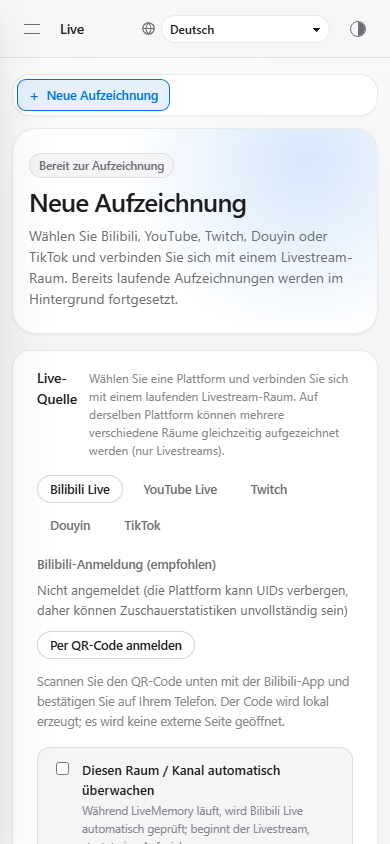 Live
Deutsch
+ Neue Aufzeichnung
Bereit zur Aufzeichnung
Neue Aufzeichnung
Wählen Sie Bilibili, YouTube, Twitch, Douyin oder
TikTok und verbinden Sie sich mit einem Livestream-
Raum. Bereits laufende Aufzeichnungen werden im
Hintergrund fortgesetzt.
Live-
Quelle
Wählen Sie eine Plattform und verbinden Sie sich
mit einem laufenden Livestream-Raum. Auf
derselben Plattform können mehrere
verschiedene Räume gleichzeitig aufgezeichnet
werden (nur Livestreams).
Bilibili Live YouTube Live Twitch
Douyin TikTok
Bilibili-Anmeldung (empfohlen)
Nicht angemeldet (die Plattform kann UIDs verbergen,
daher können Zuschauerstatistiken unvollständig sein)
Per QR-Code anmelden
Scannen Sie den QR-Code unten mit der Bilibili-App und
bestätigen Sie auf Ihrem Telefon. Der Code wird lokal
erzeugt; es wird keine externe Seite geöffnet.
Diesen Raum / Kanal automatisch
überwachen
Während LiveMemory läuft, wird Bilibili Live
automatisch geprüft; beginnt der Livestream,